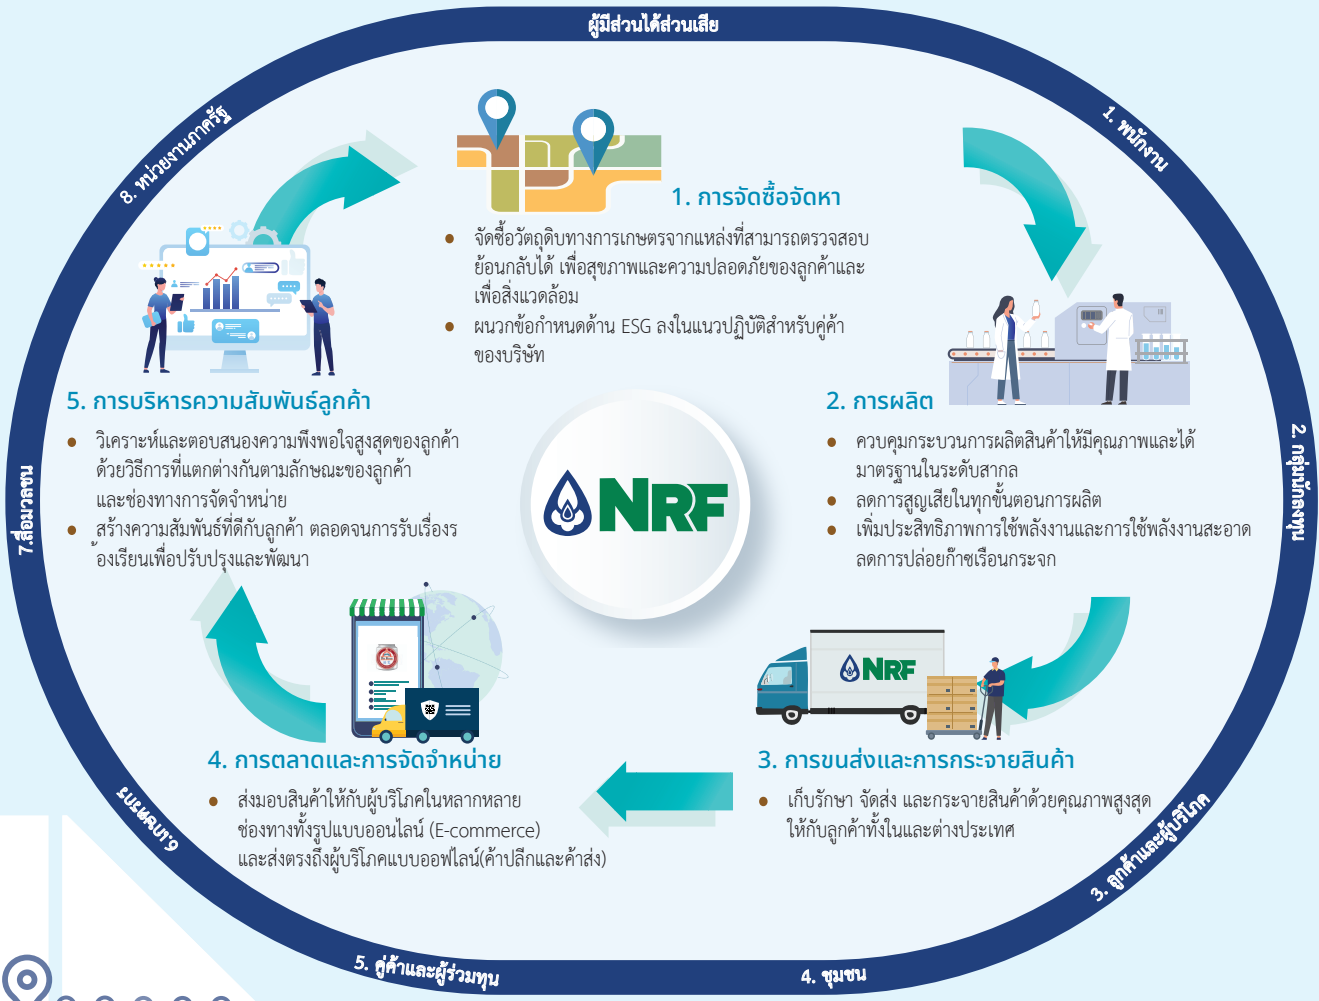 ผู้มีส่วนได้ส่วนเสีย
1. พนักงาน
2. กลุ่มนักลงทุน
3. ลูกค้าและผู้บริโภค
4. ชุมชน
5. คู่ค้าและผู้ร่วมทุน
6.เกษตรกร
7.สื่อมวลชน
8. หน่วยงานภาครัฐ
1. การจัดซื้อจัดหา
● จัดซื้อวัตถุดิบทางการเกษตรจากแหล่งที่สามารถตรวจสอบ
ย้อนกลับได้ เพื่อสุขภาพและความปลอดภัยของลูกค้าและ
เพื่อสิ่งแวดล้อม
● ผนวกข้อกำหนดด้าน ESG ลงในแนวปฏิบัติสำหรับคู่ค้า
ของบริษัท
2. การผลิต
● ควบคุมกระบวนการผลิตสินค้าให้มีคุณภาพและได้
มาตรฐานในระดับสากล
● ลดการสูญเสียในทุกขั้นตอนการผลิต
● เพิ่มประสิทธิภาพการใช้พลังงานและการใช้พลังงานสะอาด
ลดการปล่อยก๊าซเรือนกระจก
NRF
NRF
3. การขนส่งและการกระจายสินค้า
● เก็บรักษา จัดส่ง และกระจายสินค้าด้วยคุณภาพสูงสุด
ให้กับลูกค้าทั้งในและต่างประเทศ
4. การตลาดและการจัดจำหน่าย
● ส่งมอบสินค้าให้กับผู้บริโภคในหลากหลาย
ช่องทางทั้งรูปแบบออนไลน์ (E-commerce)
และส่งตรงถึงผู้บริโภคแบบออฟไลน์(ค้าปลีกและค้าส่ง)
5. การบริหารความสัมพันธ์ลูกค้า
● วิเคราะห์และตอบสนองความพึงพอใจสูงสุดของลูกค้า
ด้วยวิธีการที่แตกต่างกันตามลักษณะของลูกค้า
และช่องทางการจัดจำหน่าย
● สร้างความสัมพันธ์ที่ดีกับลูกค้า ตลอดจนการรับเรื่องร
้องเรียนเพื่อปรับปรุงและพัฒนา